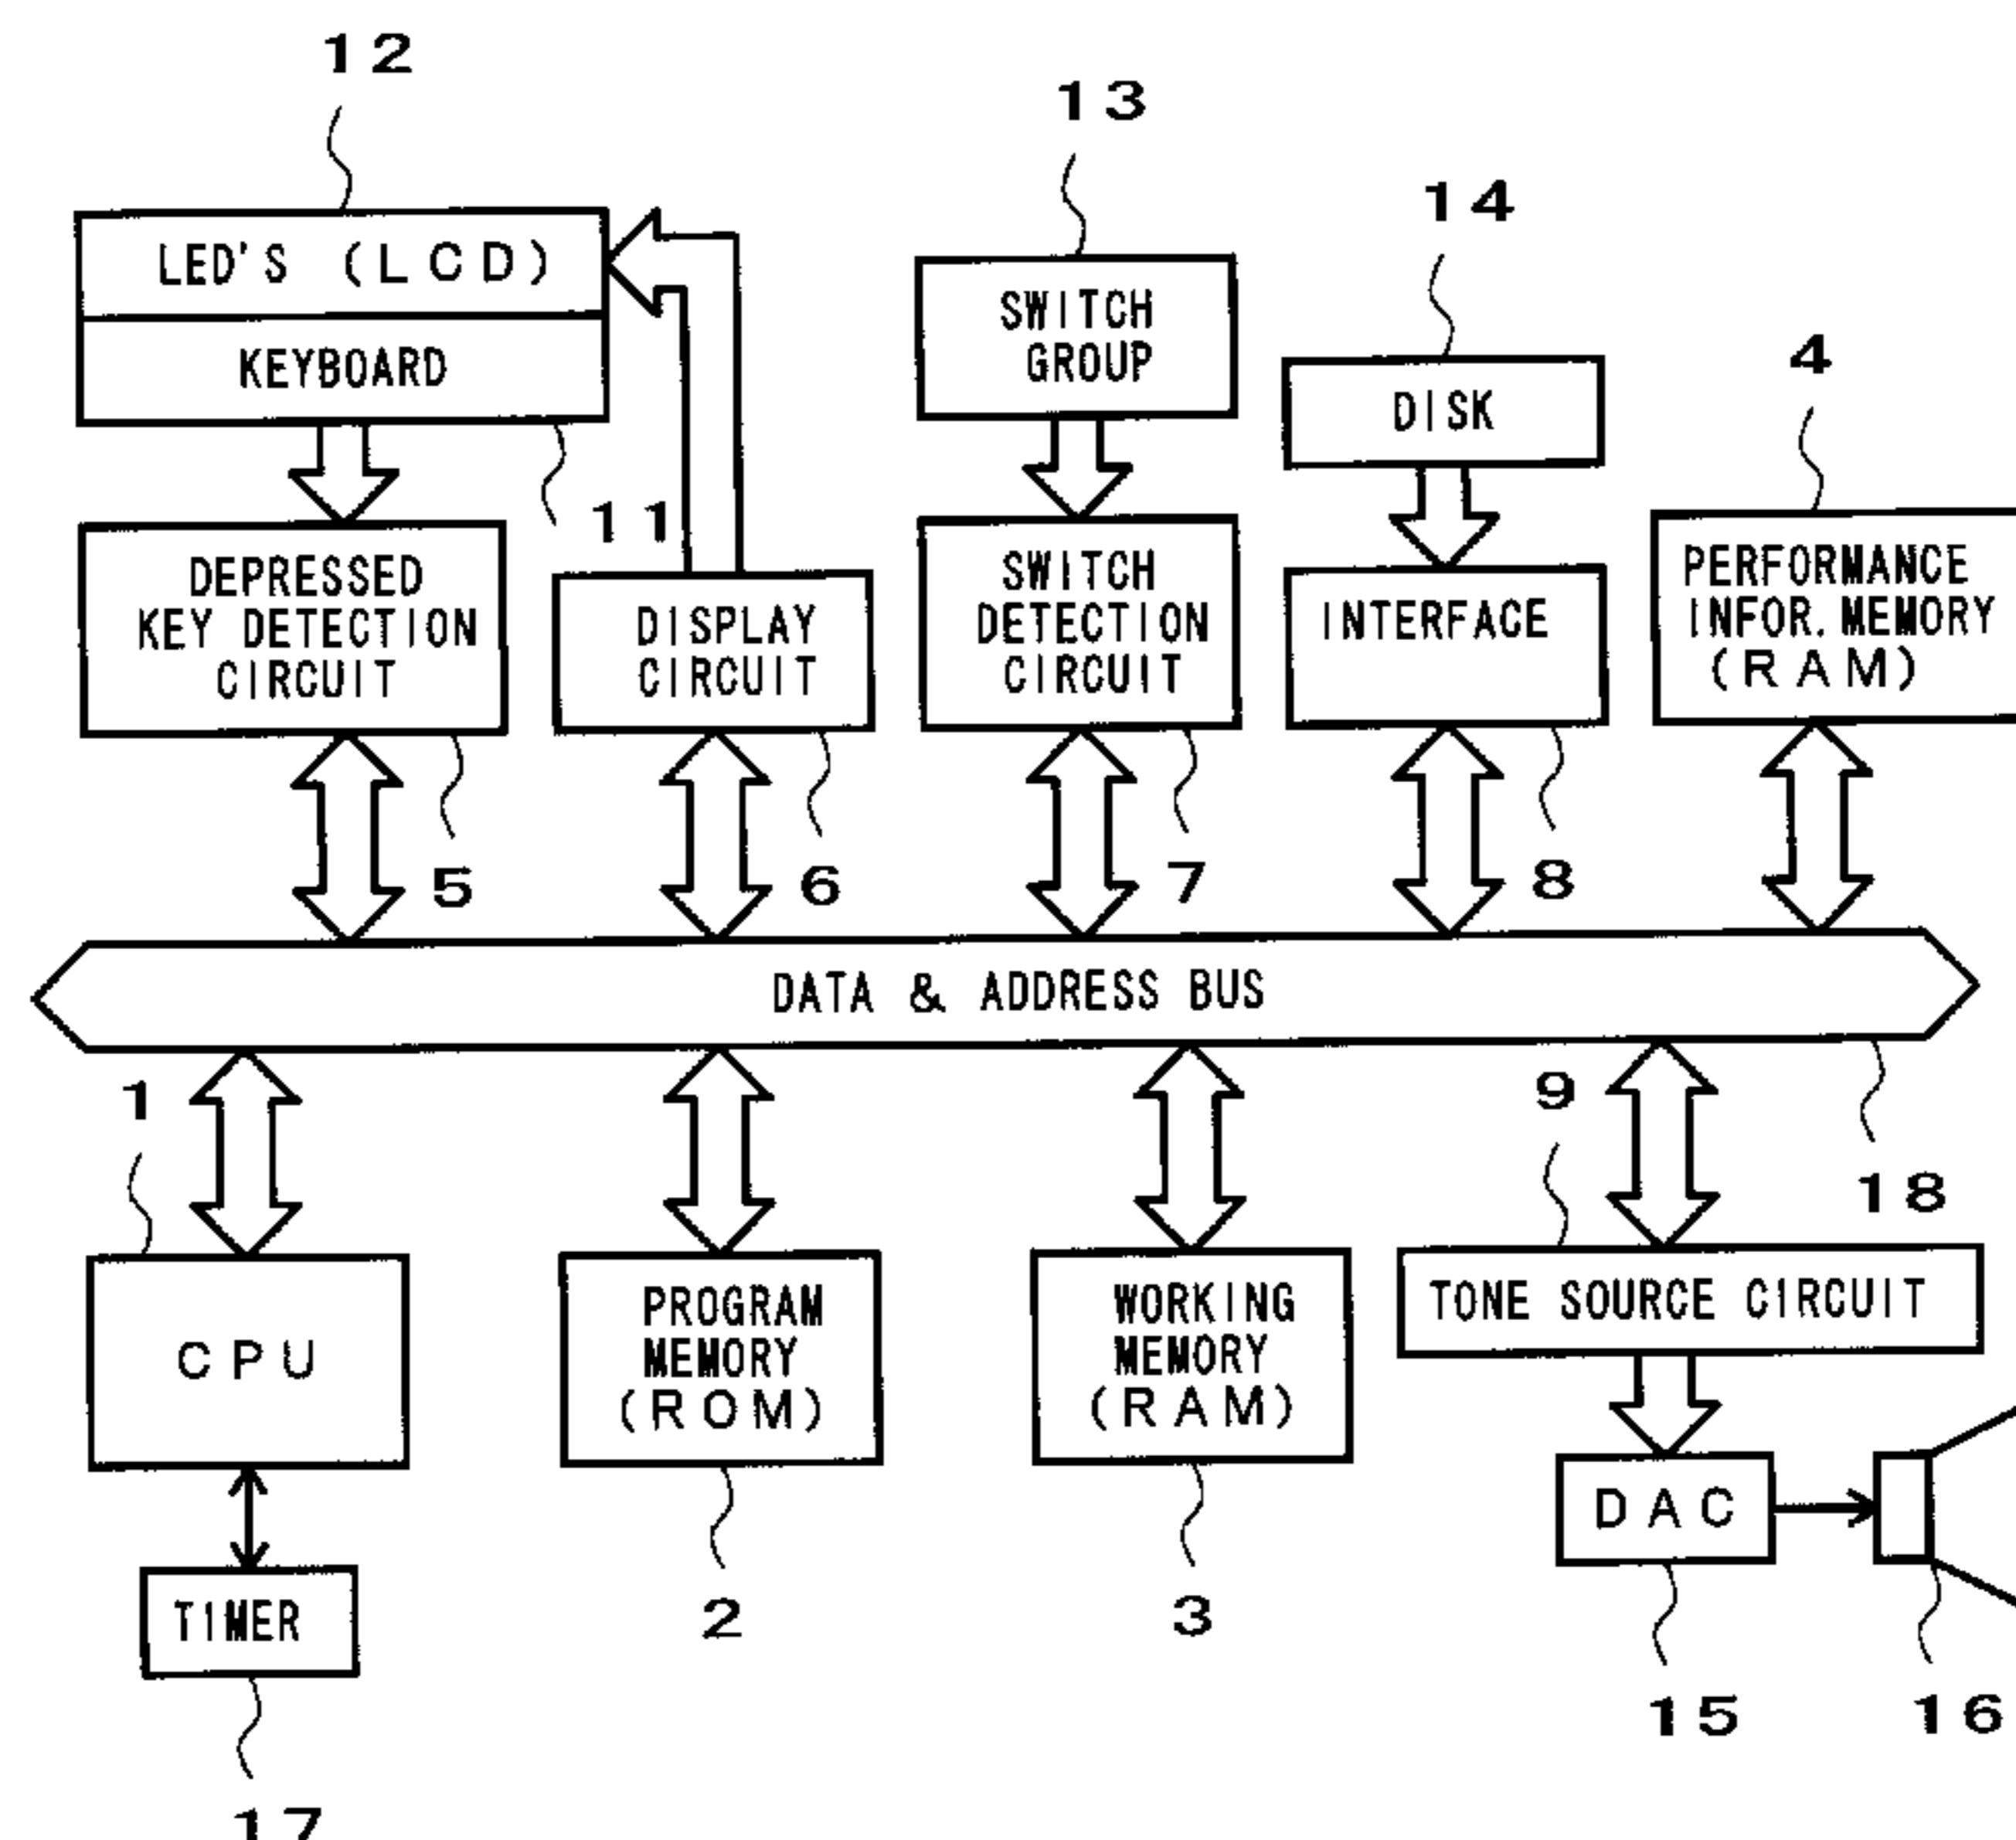 12
13
14
4
LED'S (LCD)
KEYBOARD
SWITCH
GROUP
DISK
11
DEPRESSED
KEY DETECTION
CIRCUIT
DISPLAY
CIRCUIT
SWITCH
DETECTION
CIRCUIT
INTERFACE
PERFORMANCE
INFOR. MEMORY
(RAM)
5
6
7
8
DATA & ADDRESS BUS
1
9
18
CPU
PROGRAM
MEMORY
(ROM)
WORKING
MEMORY
(RAM)
TONE SOURCE CIRCUIT
DAC
TIMER
2
3
15
16
17